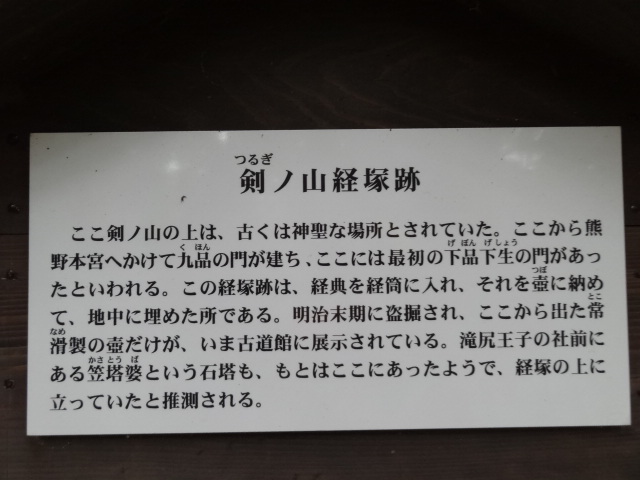 つるぎ
剣ノ山経塚跡
ここ剣ノ山の上は、古くは神聖な場所とされていた。ここから熊
くほん げぼんげしょう
野本宮へかけて九品の門が建ち、ここには最初の下品下生の門があっ
つぼ
たといわれる。この経塚跡は、経典を経筒に入れ、それを壺に納め
とこ
て、地中に埋めた所である。明治末期に盗掘され、ここから出た常
なめ
滑製の壺だけが、いま古道館に展示されている。滝尻王子の社前に
かさとうば
ある笠塔婆という石塔も、もとはここにあったようで、経塚の上に
立っていたと推測される。